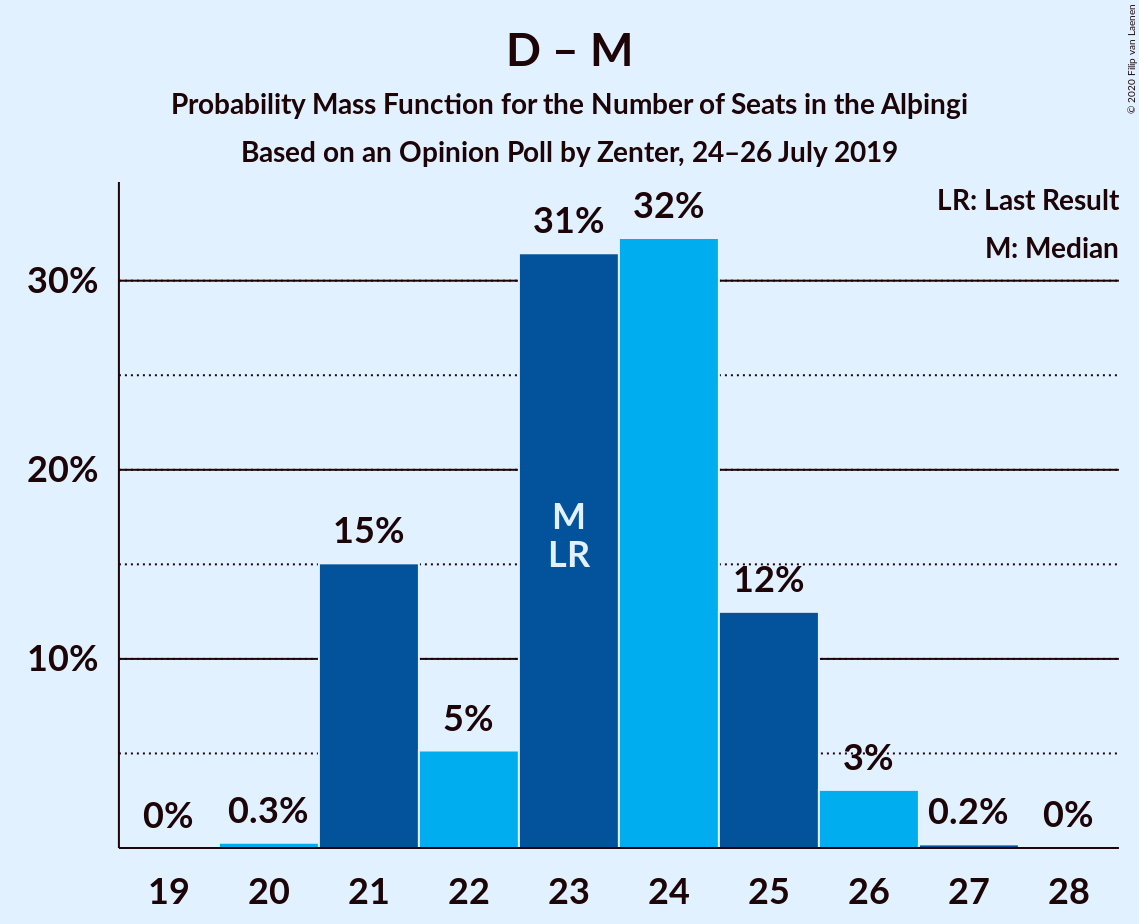 D – M
Probability Mass Function for the Number of Seats in the Alþingi
Based on an Opinion Poll by Zenter, 24–26 July 2019
© 2020 Filip van Laenen
LR: Last Result
M: Median
30%
20%
10%
0%
0.3%
15%
5%
31%
32%
12%
3%
0.2%
0%
M
LR
19 20 21 22 23 24 25 26 27 28